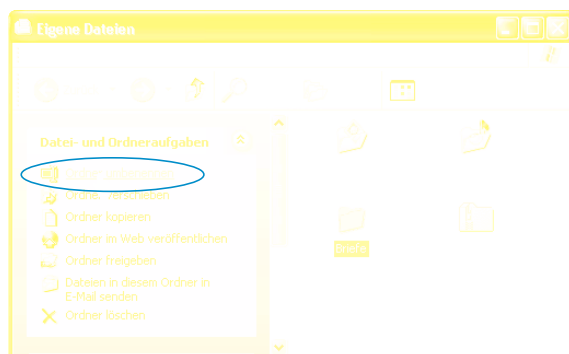 Eigene Dateien
Datei- und Ordneraufgaben
Ordner verschieben
Ordner kopieren
Ordner im Web veröffentlichen
Ordner freigeben
Dateien in diesem Ordner in
E-Mail senden
Ordner löschen